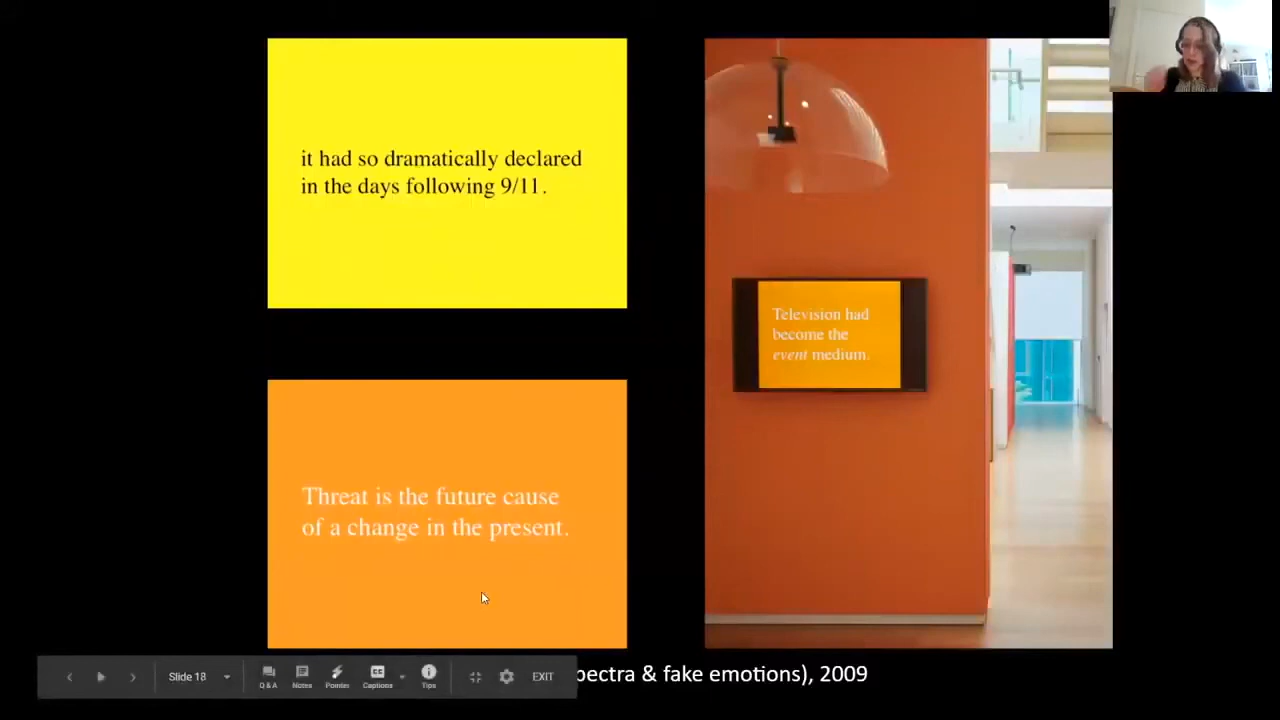 it had so dramatically declared
in the days following 9/11.
Threat is the future cause
of a change in the present.
Television had
become the
event medium.
Slide 18
Q & A
Notes
Pointer
Captions
Tips
EXIT
& fake emotions), 2009